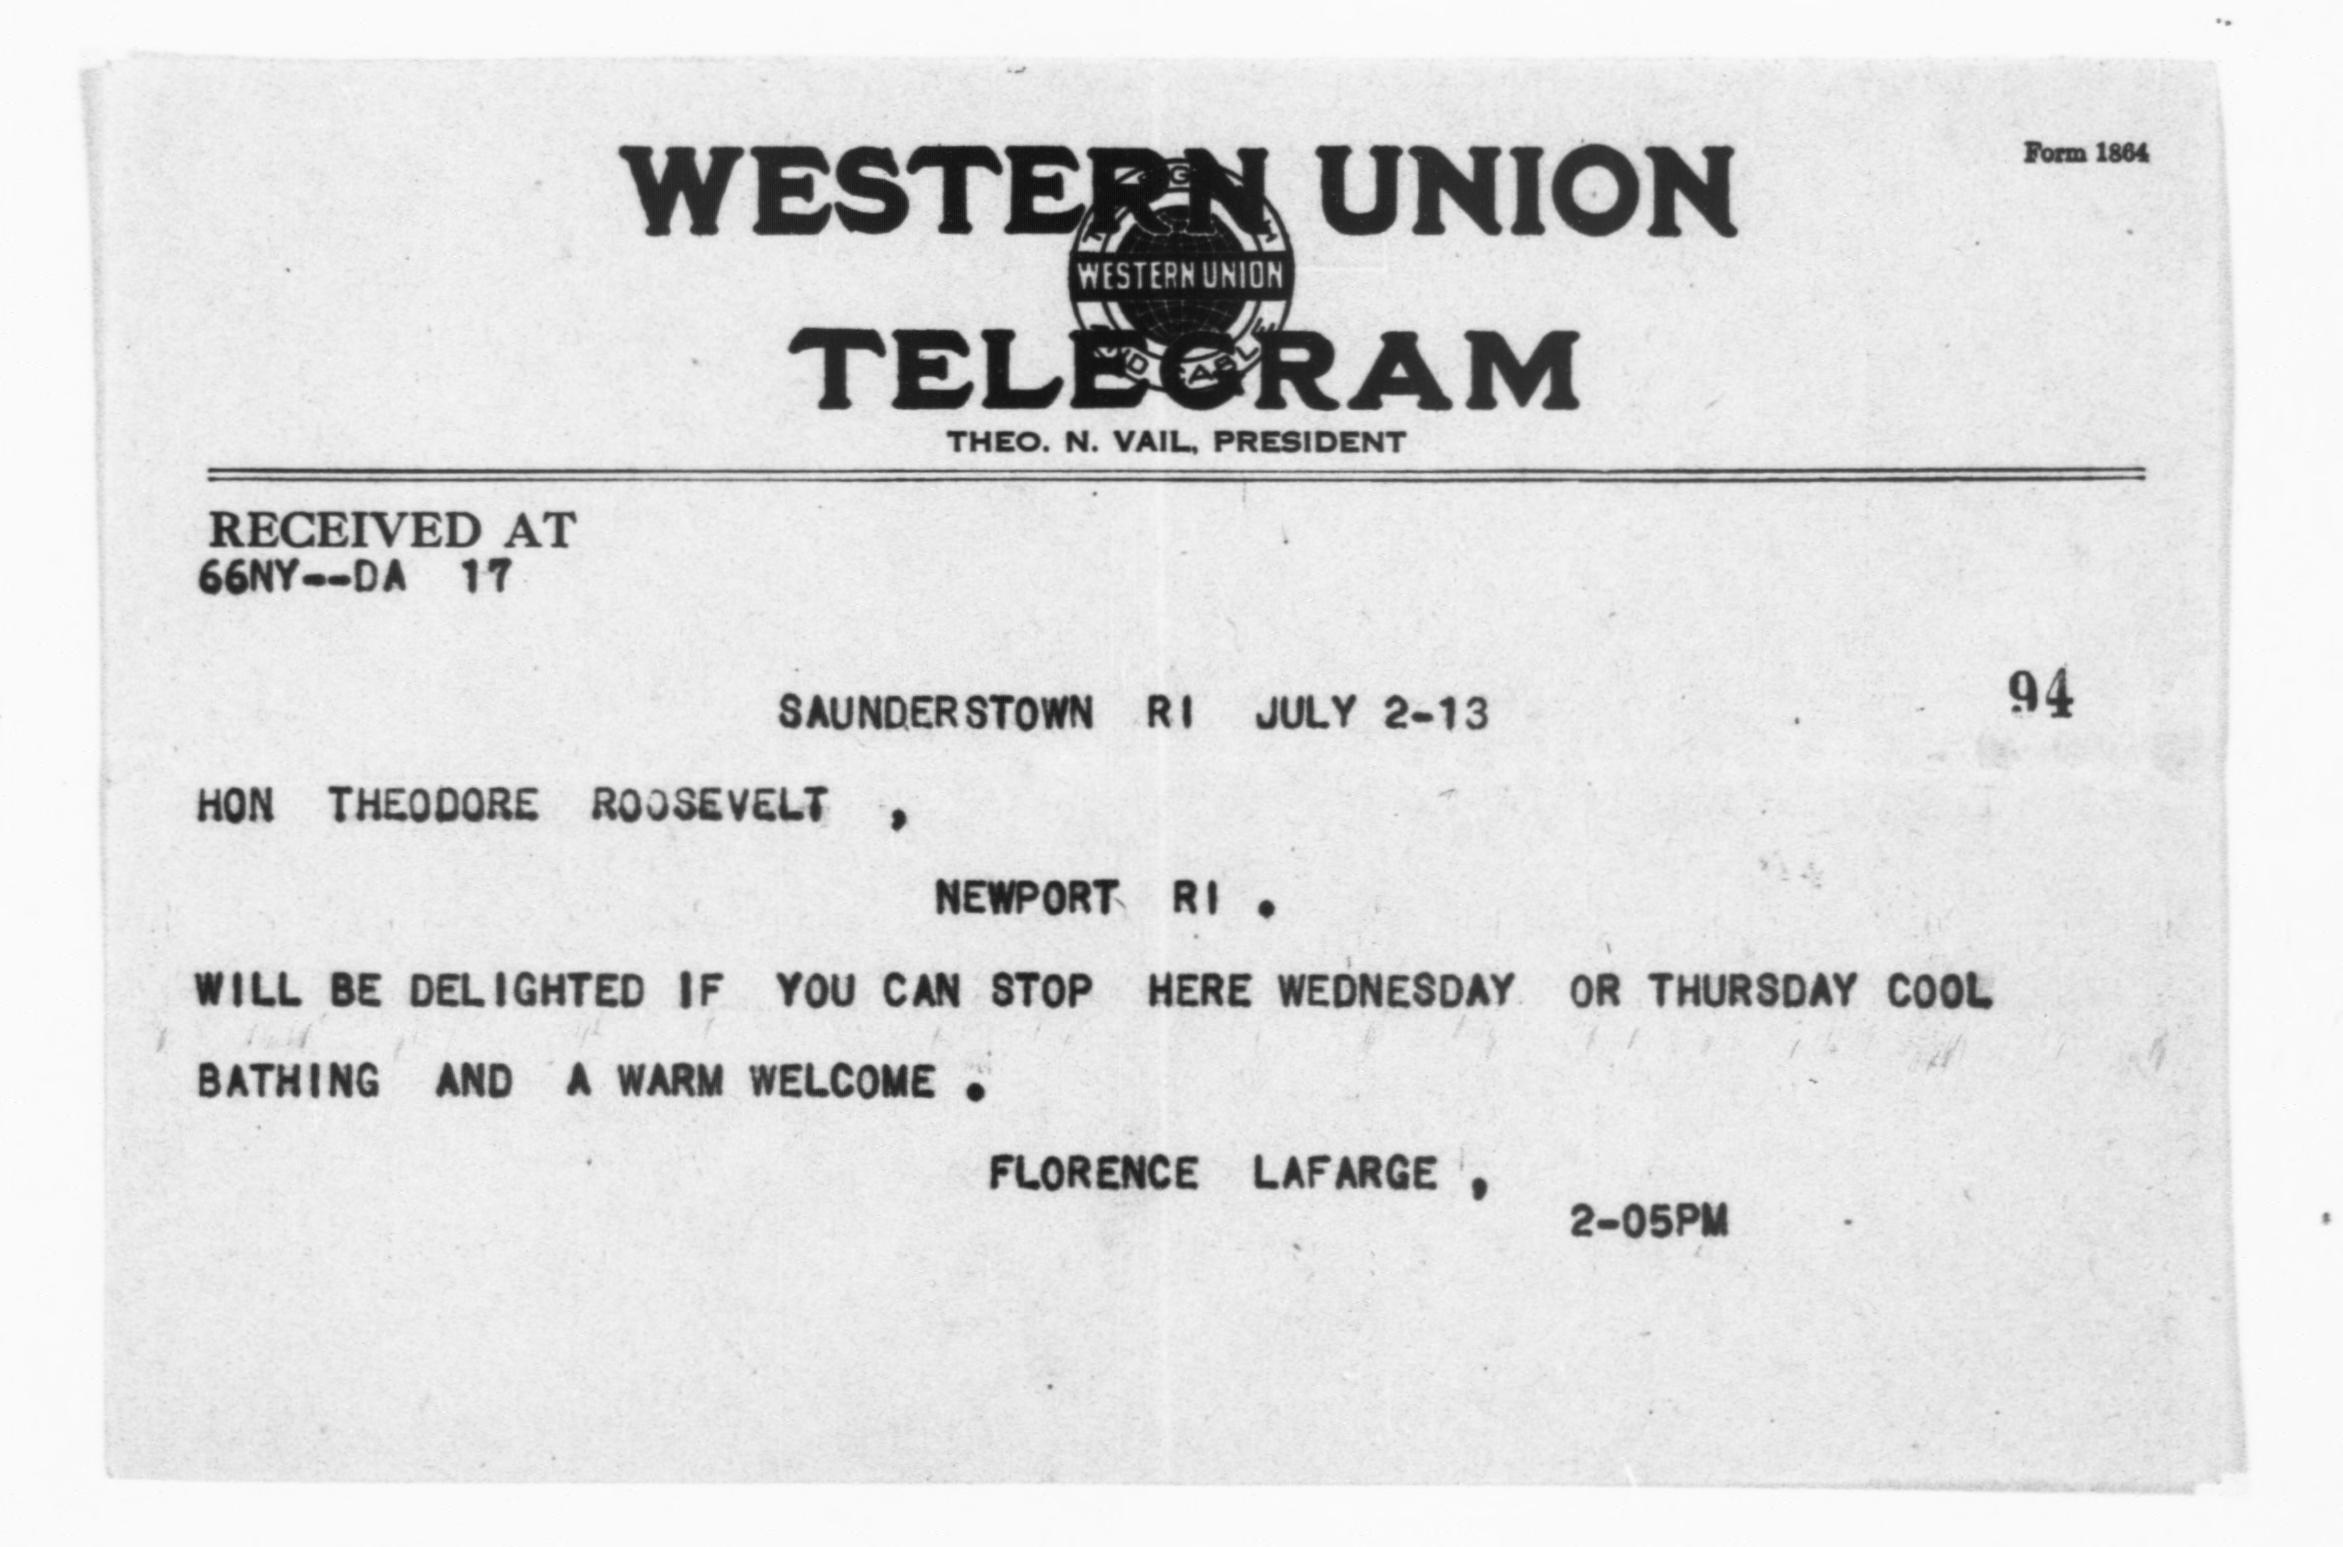 Form 1864
WESTERN UNION
WESTERN UNION
TELEGRAM
THEO. N. VAIL, PRESIDENT
RECEIVED AT
66NY--DA 17
94
SAUNDERSTOWN RI JULY 2-13
HON THEODORE ROOSEVELT ,
NEWPORT RI .
WILL BE DELIGHTED IF YOU CAN STOP HERE WEDNESDAY OR THURSDAY COOL
BATHING AND A WARM WELCOME .
FLORENCE LAFARGE ,
2-05PM